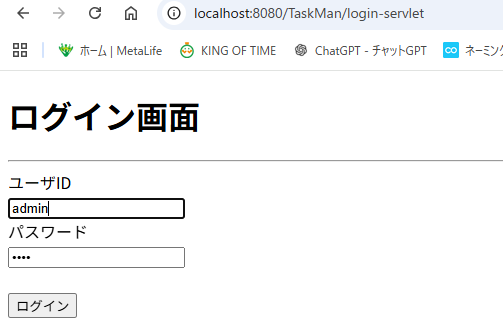 localhost:8080/TaskMan/login-servlet
ホーム | MetaLife KING OF TIME ChatGPT - チャットGPT ネーミング
ログイン画面
ユーザID
admin
パスワード
••••
ログイン